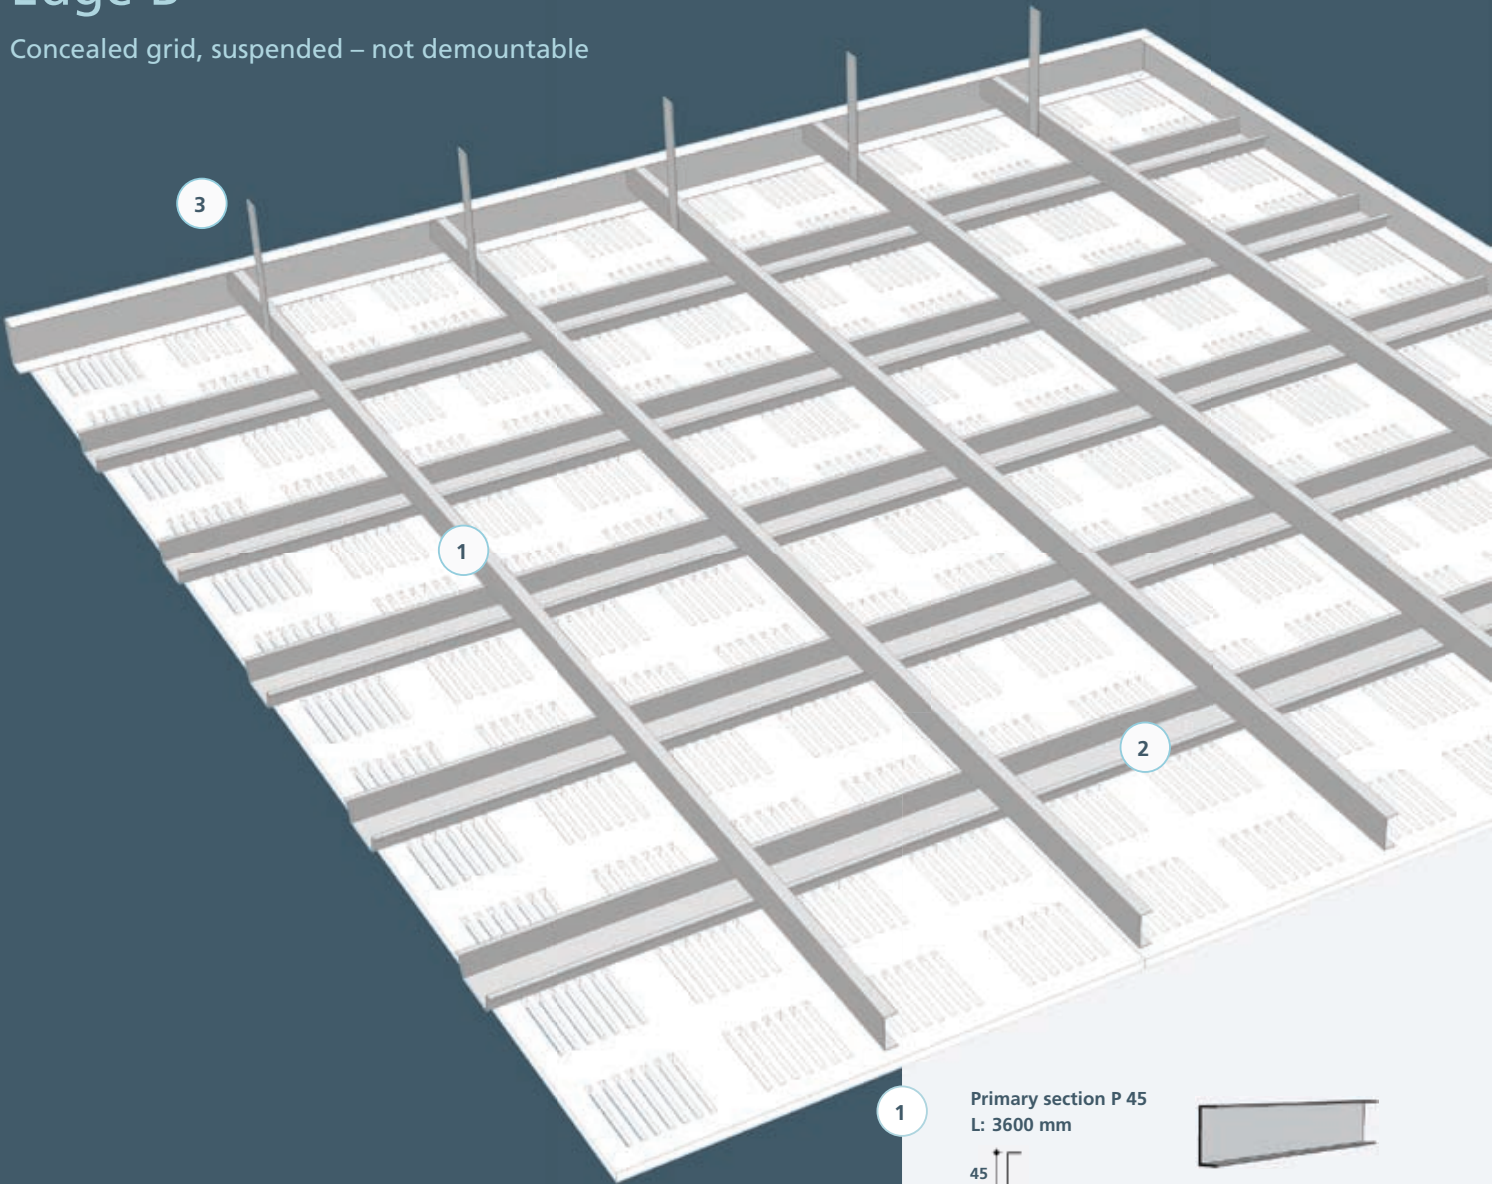 Concealed grid, suspended – not demountable
3
1
2
1
Primary section P 45
L: 3600 mm
45